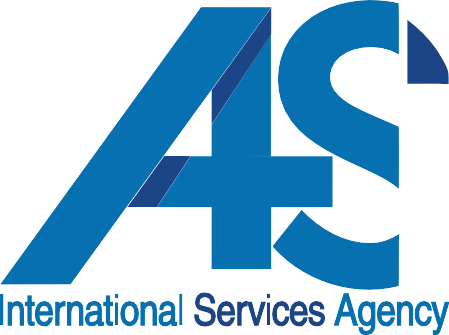 A4S
International Services Agency